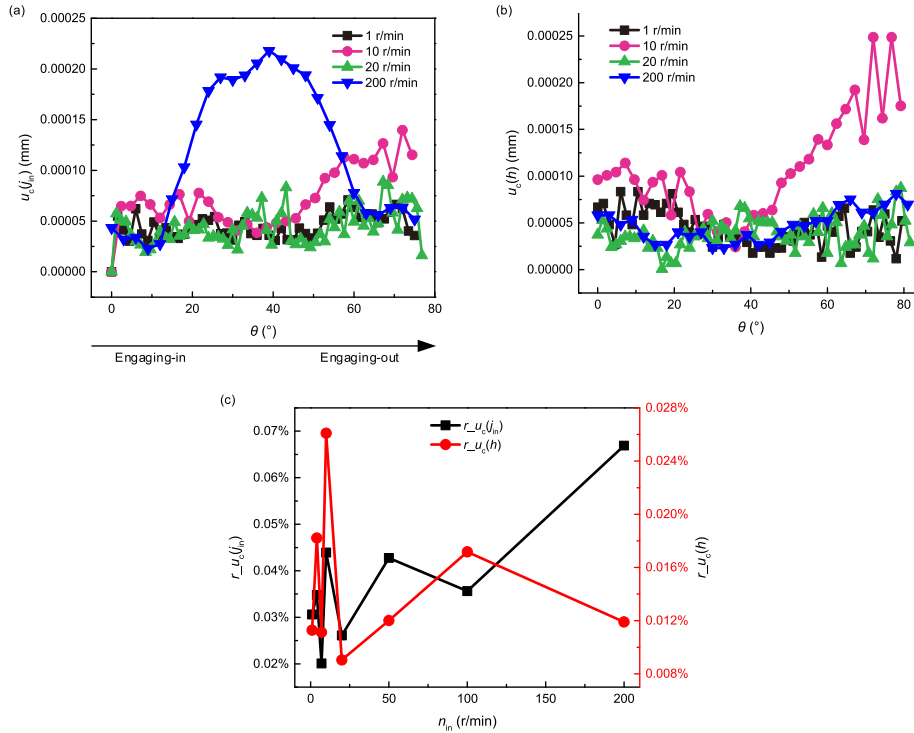 (a)
0.00025
0.00020
0.00015
0.00010
0.00005
0.00000
u_c(j_in) (mm)
1 r/min
10 r/min
20 r/min
200 r/min
0 20 40 60 80
θ (°)
Engaging-in Engaging-out
(b)
0.00025
0.00020
0.00015
0.00010
0.00005
0.00000
u_c(h) (mm)
1 r/min
10 r/min
20 r/min
200 r/min
0 20 40 60 80
θ (°)
(c)
0.07%
0.06%
0.05%
0.04%
0.03%
0.02%
r_u_c(j_in)
r_u_c(j_in)
r_u_c(h)
0.028%
0.024%
0.020%
0.016%
0.012%
0.008%
r_u_c(h)
0 50 100 150 200
n_in (r/min)